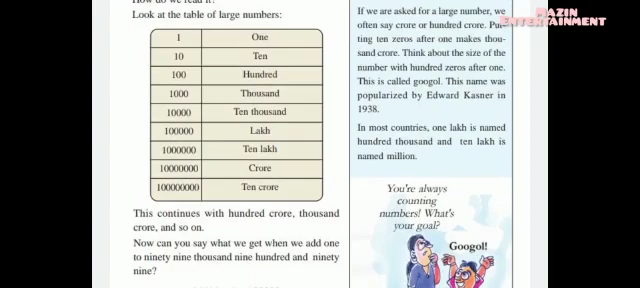 How do we read it?
Look at the table of large numbers:
1 One
10 Ten
100 Hundred
1000 Thousand
10000 Ten thousand
100000 Lakh
1000000 Ten lakh
10000000 Crore
100000000 Ten crore
This continues with hundred crore, thousand
crore, and so on.
Now can you say what we get when we add one
to ninety nine thousand nine hundred and ninety
nine?
If we are asked for a large number, we
often say crore or hundred crore. Put-
ting ten zeros after one makes thou-
sand crore. Think about the size of the
number with hundred zeros after one.
This is called googol. This name was
popularized by Edward Kasner in
1938.
In most countries, one lakh is named
hundred thousand and ten lakh is
named million.
You're always
counting
numbers! What's
your goal?
Googol!
MAZIN
ENTERTAINMENT